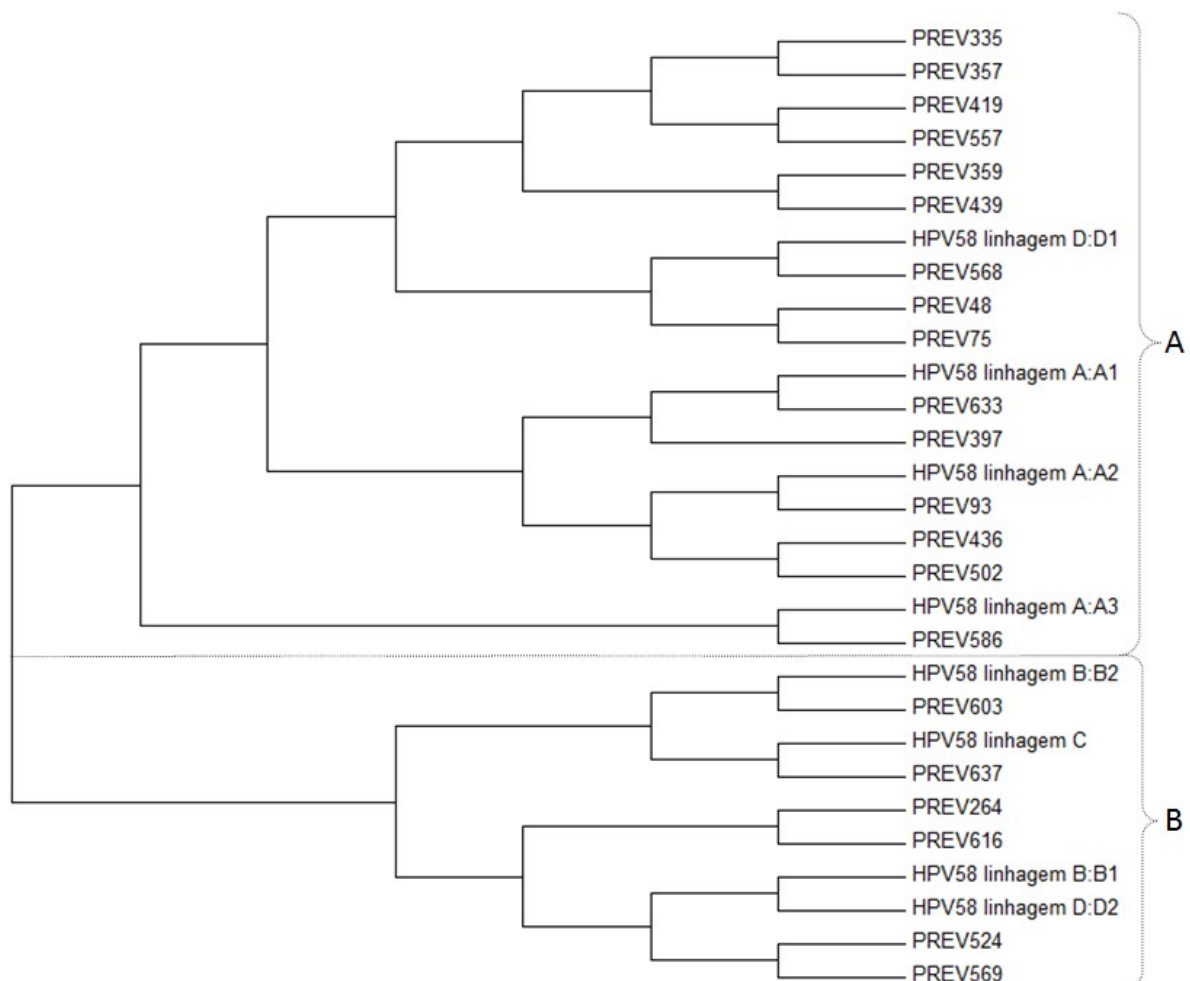 PREV335
PREV357
PREV419
PREV557
PREV359
PREV439
HPV58 linhagem D:D1
PREV568
PREV48
PREV75
A
HPV58 linhagem A:A1
PREV633
PREV397
HPV58 linhagem A:A2
PREV93
PREV436
PREV502
HPV58 linhagem A:A3
PREV586
HPV58 linhagem B:B2
PREV603
HPV58 linhagem C
PREV637
PREV264
B
PREV616
HPV58 linhagem B:B1
HPV58 linhagem D:D2
PREV524
PREV569